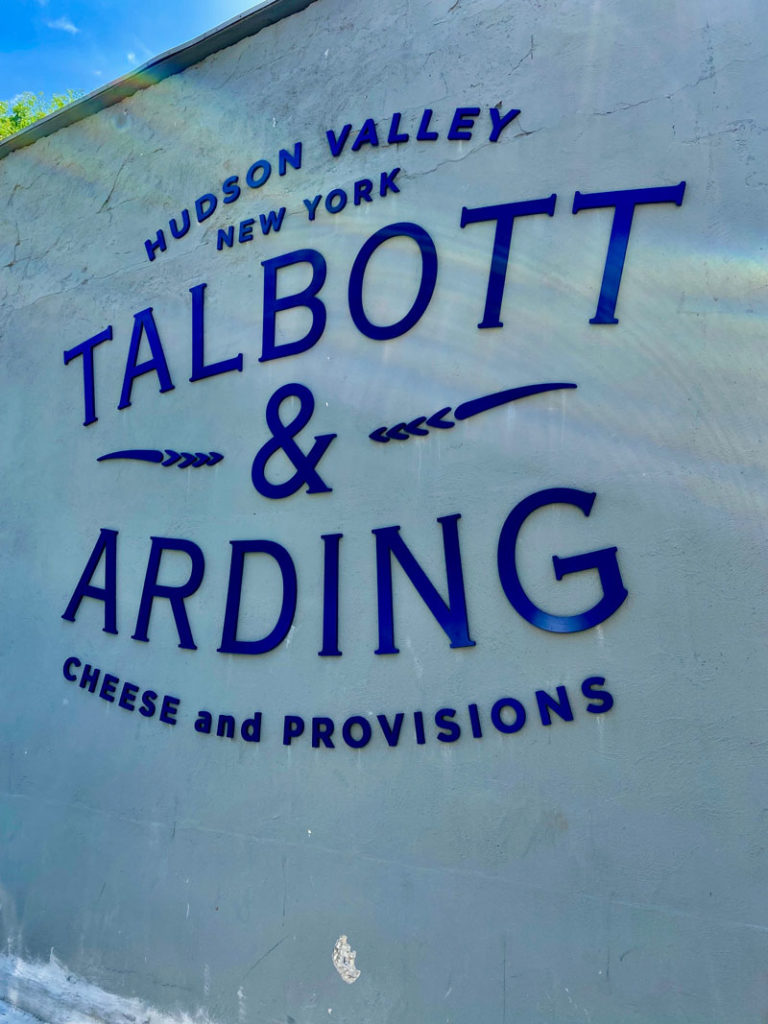 HUDSON VALLEY
NEW YORK
TALBOTT
&
ARDING
CHEESE and PROVISIONS